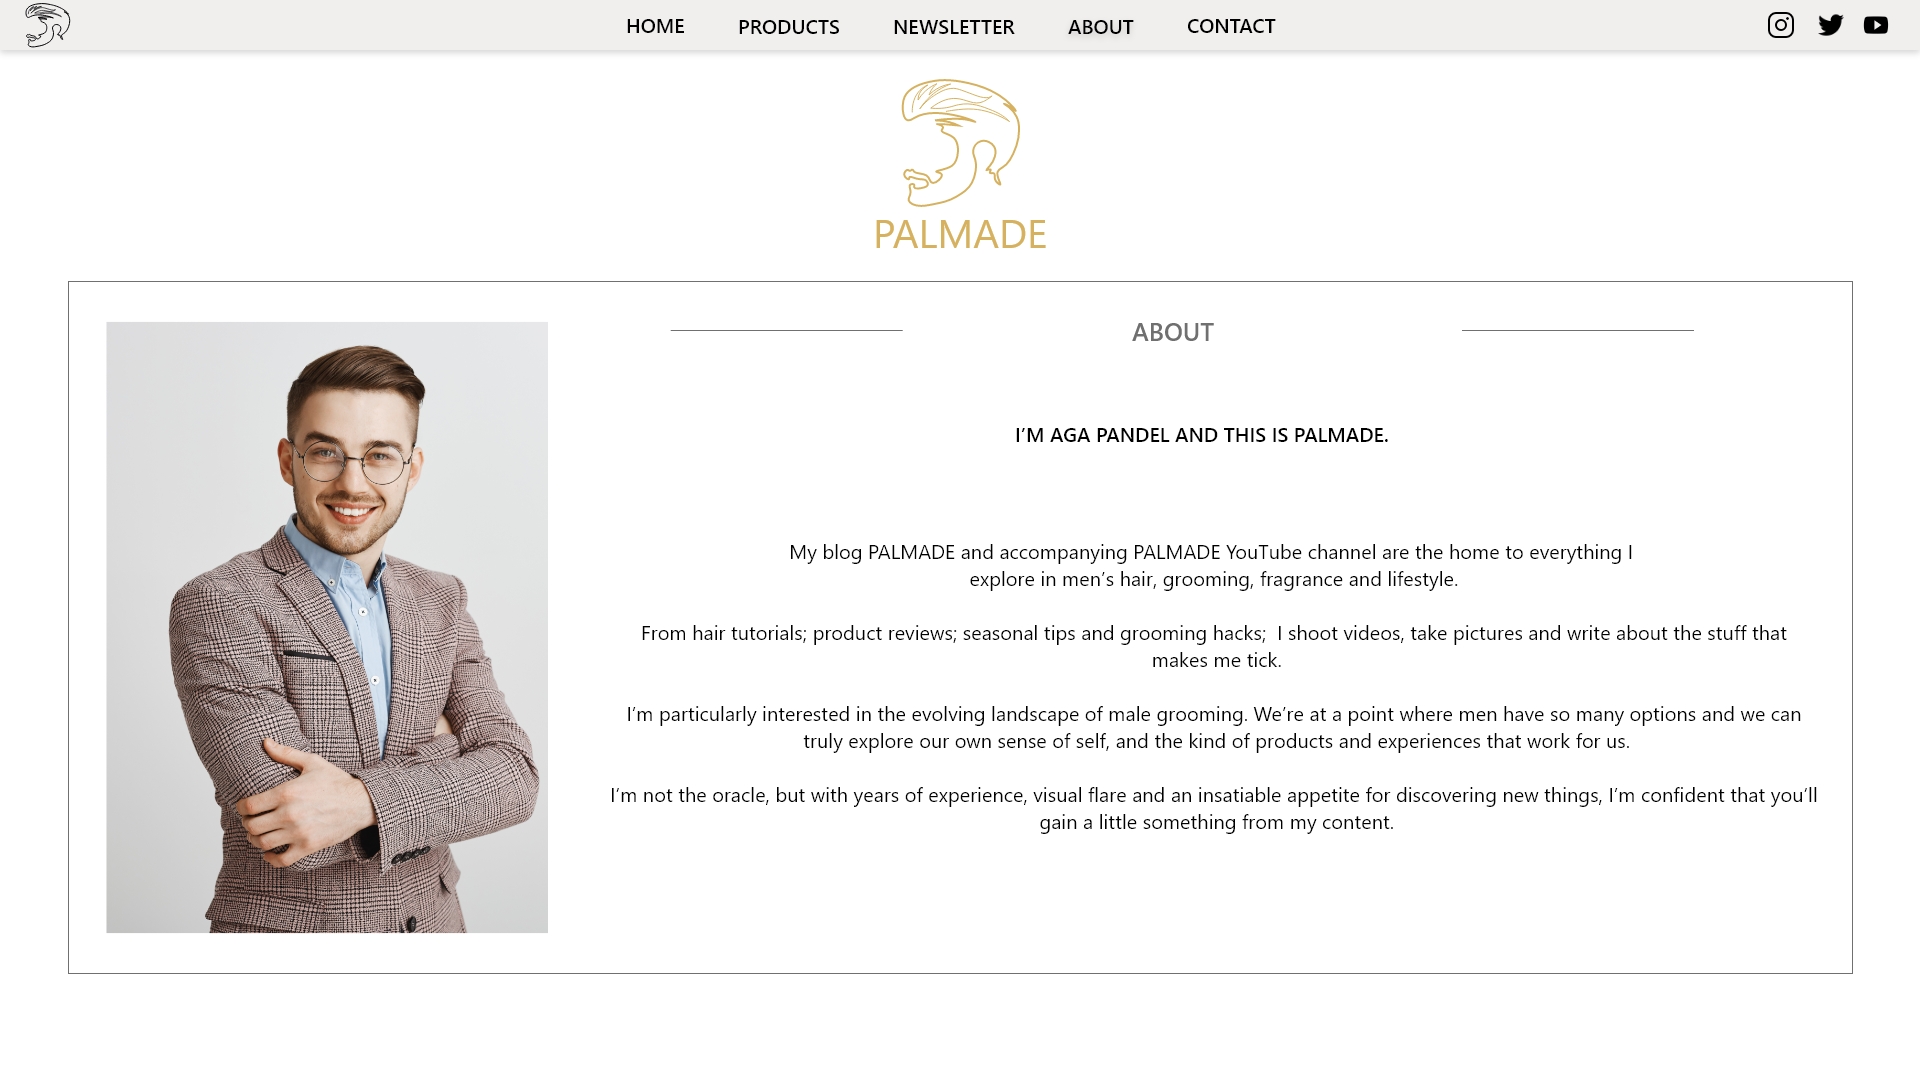 HOME PRODUCTS NEWSLETTER ABOUT CONTACT
PALMADE
ABOUT
I’M AGA PANDEL AND THIS IS PALMADE.
My blog PALMADE and accompanying PALMADE YouTube channel are the home to everything I
explore in men’s hair, grooming, fragrance and lifestyle.
From hair tutorials; product reviews; seasonal tips and grooming hacks;  I shoot videos, take pictures and write about the stuff that
makes me tick.
I’m particularly interested in the evolving landscape of male grooming. We’re at a point where men have so many options and we can
truly explore our own sense of self, and the kind of products and experiences that work for us.
I’m not the oracle, but with years of experience, visual flare and an insatiable appetite for discovering new things, I’m confident that you’ll
gain a little something from my content.